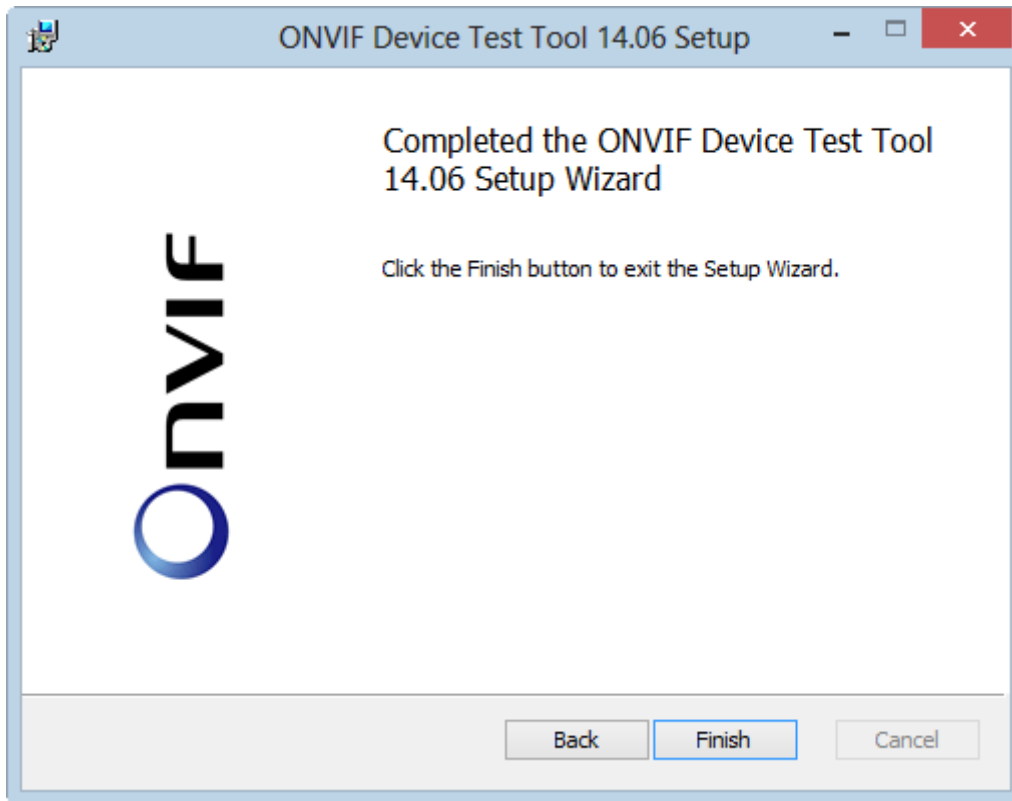 ONVIF Device Test Tool 14.06 Setup
Completed the ONVIF Device Test Tool
14.06 Setup Wizard
Click the Finish button to exit the Setup Wizard.
Onvif
Back
Finish
Cancel